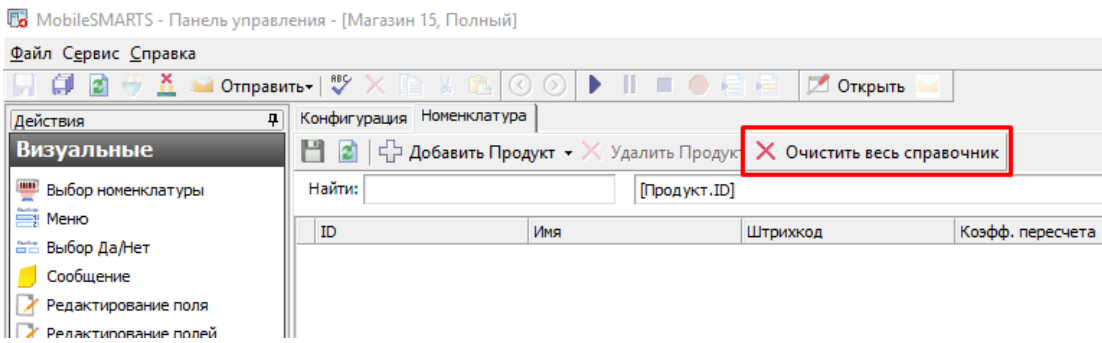 MobileSMARTS - Панель управления - [Магазин 15, Полный]
Файл Сервис Справка
Отправить ABC Открыть
Действия
Конфигурация Номенклатура
Визуальные
Добавить Продукт Удалить Продукт Очистить весь справочник
Выбор номенклатуры
Найти: [Продукт.ID]
Меню
ID Имя Штрихкод Коэфф. пересчета
Выбор Да/Нет
Сообщение
Редактирование поля
Редактирование полей